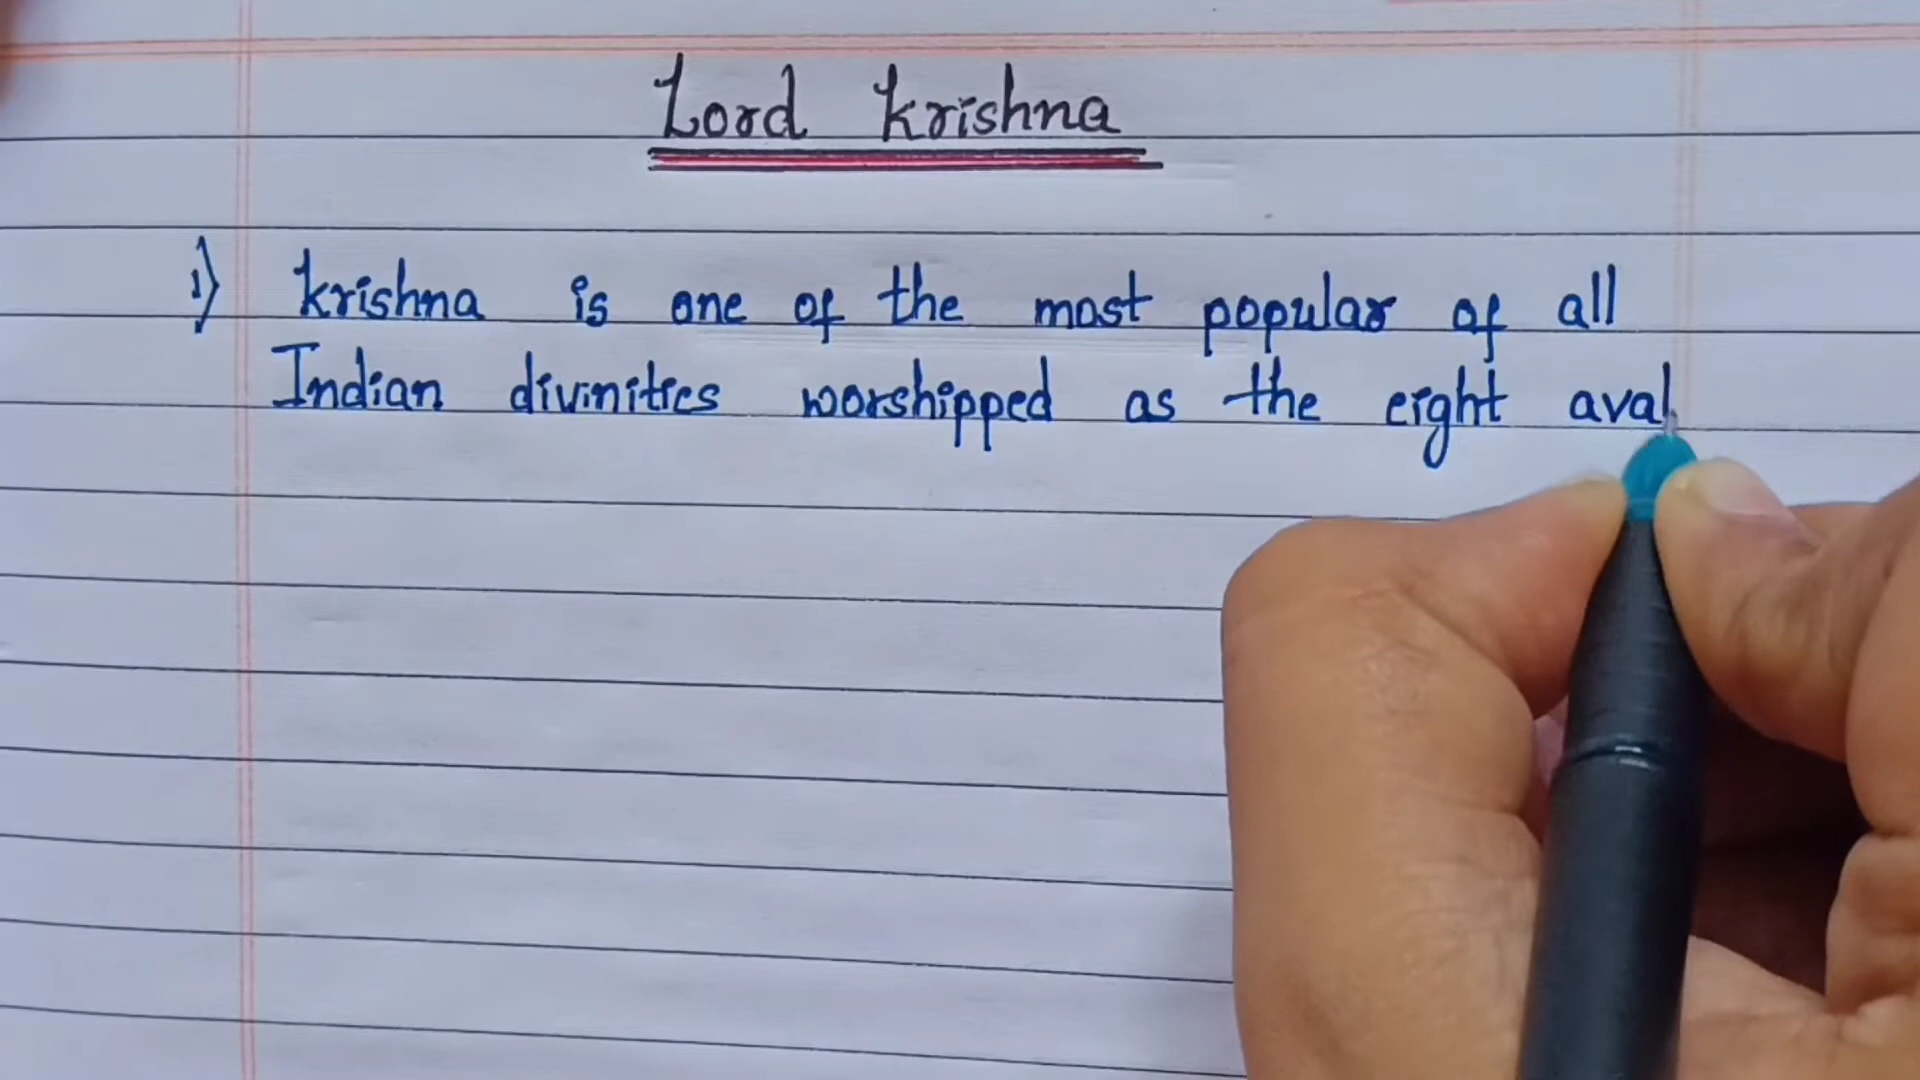 Lord krishna
1) krishna is one of the most popular of all
Indian divinities worshipped as the eight aval